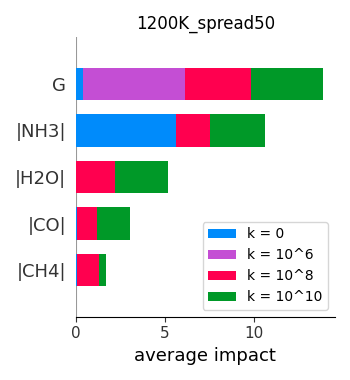 1200K_spread50
G
|NH3|
|H2O|
|CO|
|CH4|
k = 0
k = 10^6
k = 10^8
k = 10^10
0 5 10
average impact